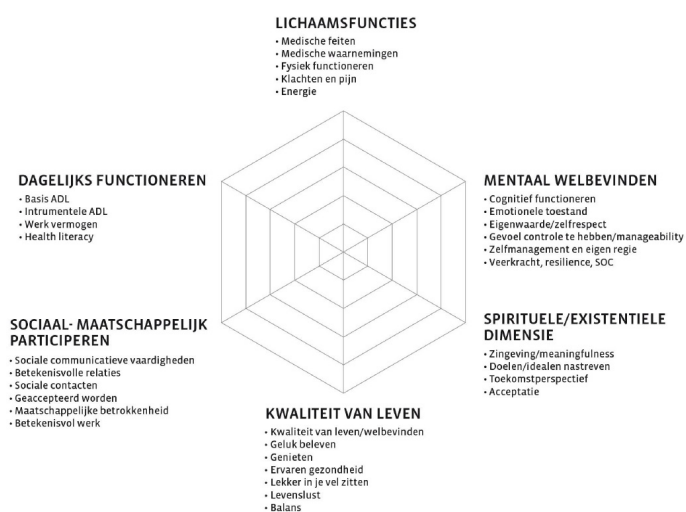 LICHAAMSFUNCTIES
• Medische feiten
• Medische waarnemingen
• Fysiek functioneren
• Klachten en pijn
• Energie
DAGELIJKS FUNCTIONEREN
• Basis ADL
• Intrumentele ADL
• Werk vermogen
• Health literacy
MENTAAL WELBEVINDEN
• Cognitief functioneren
• Emotionele toestand
• Eigenwaarde/zelfrespect
• Gevoel controle te hebben/manageability
• Zelfmanagement en eigen regie
• Veerkracht, resilience, SOC
SOCIAAL- MAATSCHAPPELIJK
PARTICIPEREN
• Sociale communicatieve vaardigheden
• Betekenisvolle relaties
• Sociale contacten
• Geaccepteerd worden
• Maatschappelijke betrokkenheid
• Betekenisvol werk
SPIRITUELE/EXISTENTIELE
DIMENSIE
• Zingeving/meaningfulness
• Doelen/idealen nastreven
• Toekomstperspectief
• Acceptatie
KWALITEIT VAN LEVEN
• Kwaliteit van leven/welbevinden
• Geluk beleven
• Genieten
• Ervaren gezondheid
• Lekker in je vel zitten
• Levenslust
• Balans